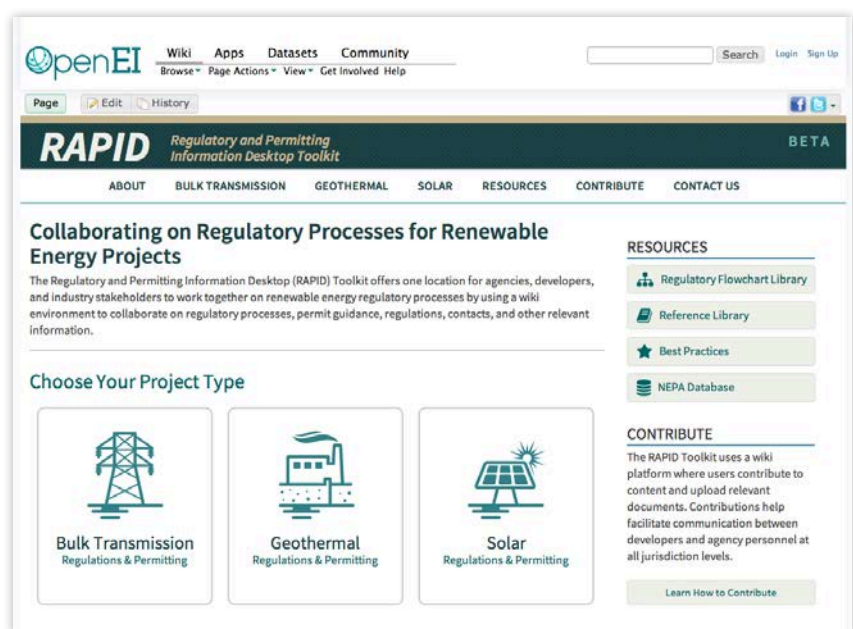 OpenEI
Wiki Apps Datasets Community
Browse Page Actions View Get Involved Help
Search Login Sign Up
Page Edit History
RAPID Regulatory and Permitting
Information Desktop Toolkit
BETA
ABOUT BULK TRANSMISSION GEOTHERMAL SOLAR RESOURCES CONTRIBUTE CONTACT US
Collaborating on Regulatory Processes for Renewable
Energy Projects
The Regulatory and Permitting Information Desktop (RAPID) Toolkit offers one location for agencies, developers,
and industry stakeholders to work together on renewable energy regulatory processes by using a wiki
environment to collaborate on regulatory processes, permit guidance, regulations, contacts, and other relevant
information.
Choose Your Project Type
Bulk Transmission
Regulations & Permitting
Geothermal
Regulations & Permitting
Solar
Regulations & Permitting
RESOURCES
Regulatory Flowchart Library
Reference Library
Best Practices
NEPA Database
CONTRIBUTE
The RAPID Toolkit uses a wiki
platform where users contribute to
content and upload relevant
documents. Contributions help
facilitate communication between
developers and agency personnel at
all jurisdiction levels.
Learn How to Contribute